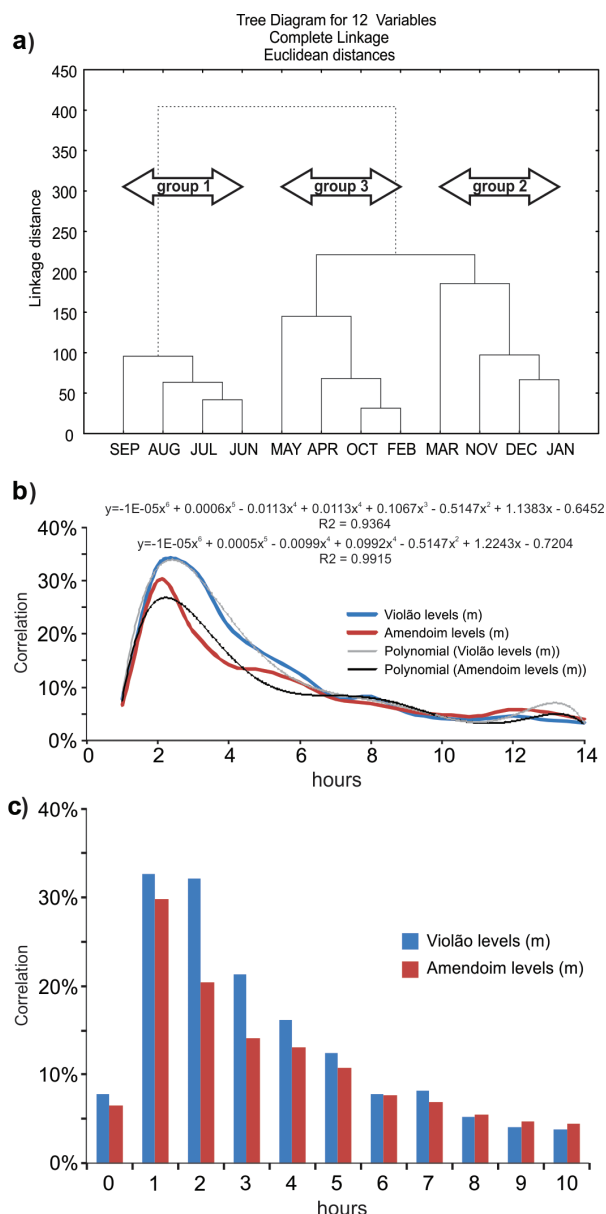 a)
Tree Diagram for 12 Variables
Complete Linkage
Euclidean distances
450
400
350
300
250
200
150
100
50
0
Linkage distance
group 1
group 3
group 2
SEP AUG JUL JUN MAY APR OCT FEB MAR NOV DEC JAN
b)
y=-1E-05x⁶ + 0.0006x⁵ - 0.0113x⁴ + 0.0113x⁴ + 0.1067x³ - 0.5147x² + 1.1383x - 0.6452
R2 = 0.9364
y=-1E-05x⁶ + 0.0005x⁵ - 0.0099x⁴ + 0.0992x⁴ - 0.5147x² + 1.2243x - 0.7204
R2 = 0.9915
40%
30%
20%
10%
0%
Correlation
Violão levels (m)
Amendoim levels (m)
Polynomial (Violão levels (m))
Polynomial (Amendoim levels (m))
0 2 4 6 8 10 12 14
hours
c)
40%
30%
20%
10%
0%
Correlation
Violão levels (m)
Amendoim levels (m)
0 1 2 3 4 5 6 7 8 9 10
hours